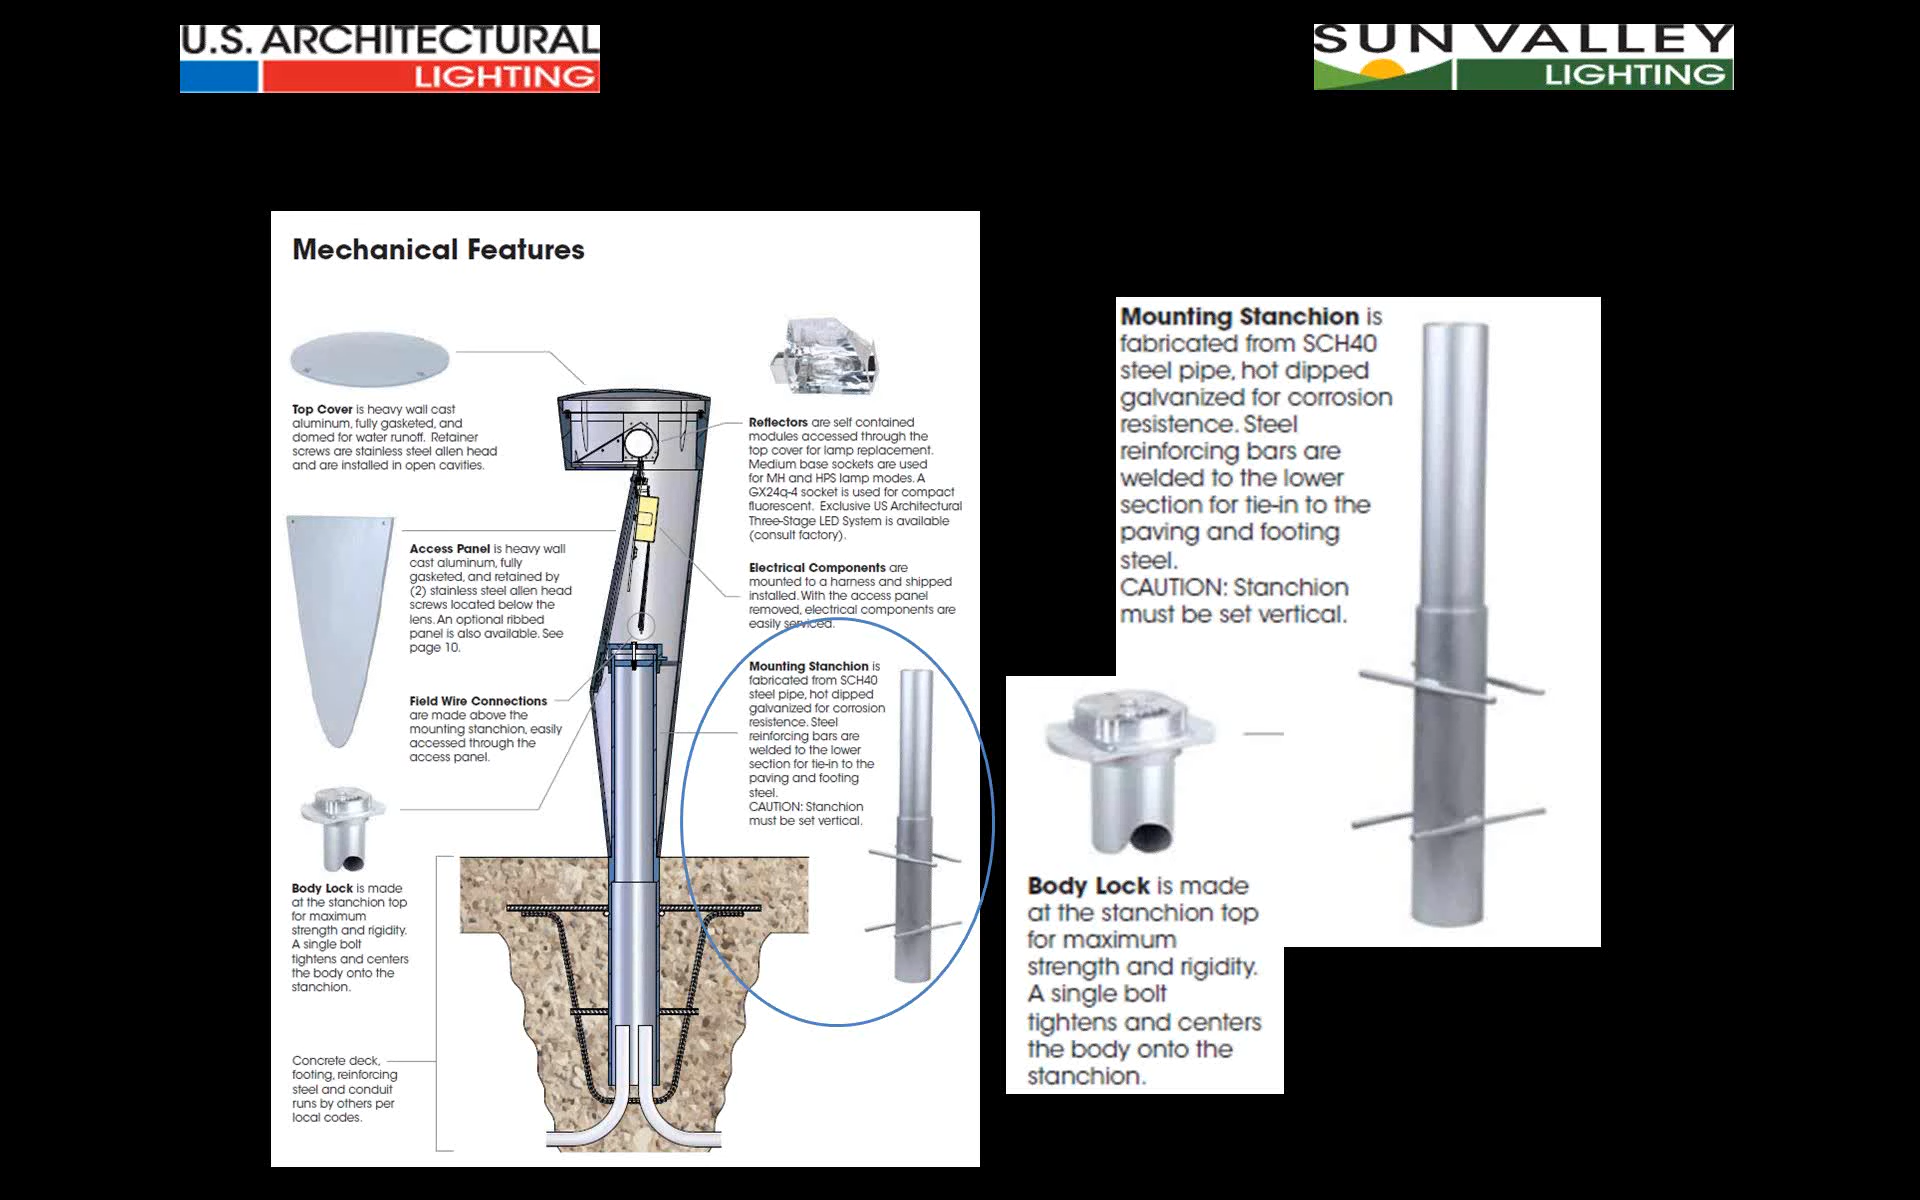 U.S. ARCHITECTURAL
LIGHTING
SUN VALLEY
LIGHTING
Mechanical Features
Top Cover is heavy wall cast
aluminum, fully gasketed, and
domed for water runoff. Retainer
screws are stainless steel allen head
and are installed in open cavities.
Reflectors are self contained
modules accessed through the
top cover for lamp replacement.
Medium base sockets are used
for MH and HPS lamp modes. A
GX24q-4 socket is used for compact
fluorescent. Exclusive US Architectural
Three-Stage LED System is available
(consult factory).
Access Panel is heavy wall
cast aluminum, fully
gasketed, and retained by
(2) stainless steel allen head
screws located below the
lens. An optional ribbed
panel is also available. See
page 10.
Electrical Components are
mounted to a harness and shipped
installed. With the access panel
removed, electrical components are
easily serviced.
Field Wire Connections
are made above the
mounting stanchion, easily
accessed through the
access panel.
Mounting Stanchion is
fabricated from SCH40
steel pipe, hot dipped
galvanized for corrosion
resistence. Steel
reinforcing bars are
welded to the lower
section for tie-in to the
paving and footing
steel.
CAUTION: Stanchion
must be set vertical.
Body Lock is made
at the stanchion top
for maximum
strength and rigidity.
A single bolt
tightens and centers
the body onto the
stanchion.
Concrete deck,
footing, reinforcing
steel and conduit
runs by others per
local codes.
Mounting Stanchion is
fabricated from SCH40
steel pipe, hot dipped
galvanized for corrosion
resistence. Steel
reinforcing bars are
welded to the lower
section for tie-in to the
paving and footing
steel.
CAUTION: Stanchion
must be set vertical.
Body Lock is made
at the stanchion top
for maximum
strength and rigidity.
A single bolt
tightens and centers
the body onto the
stanchion.